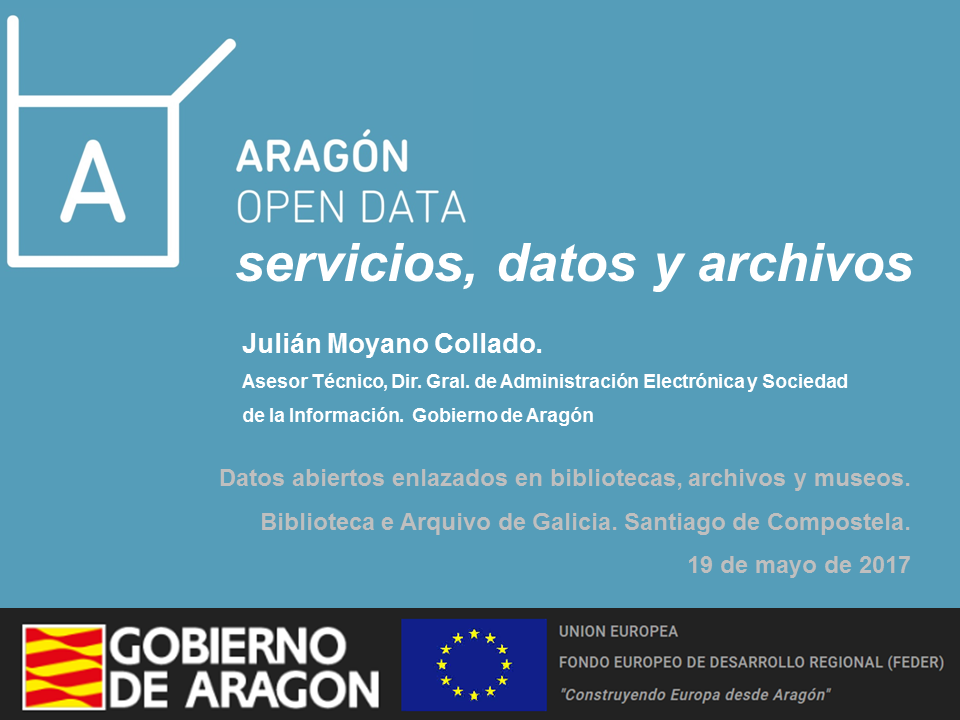 A
ARAGÓN
OPEN DATA
servicios, datos y archivos
Julián Moyano Collado.
Asesor Técnico, Dir. Gral. de Administración Electrónica y Sociedad
de la Información. Gobierno de Aragón
Datos abiertos enlazados en bibliotecas, archivos y museos.
Biblioteca e Arquivo de Galicia. Santiago de Compostela.
19 de mayo de 2017
GOBIERNO
DE ARAGON
UNION EUROPEA
FONDO EUROPEO DE DESARROLLO REGIONAL (FEDER)
"Construyendo Europa desde Aragón"